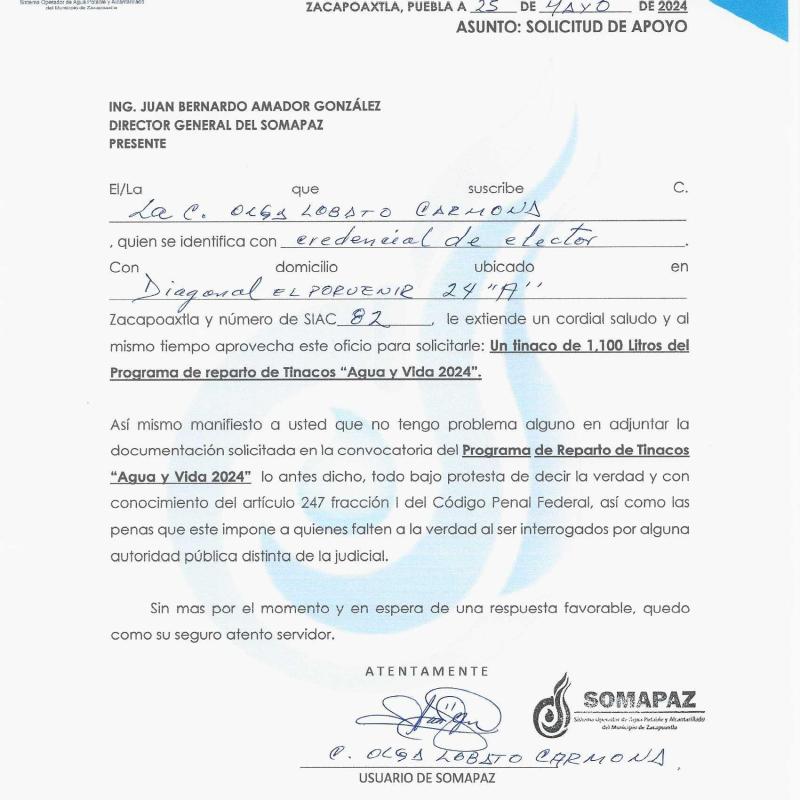 Sistema Operador de Agua Potable y Alcantarillado
del Municipio de Zacapoaxtla
ZACAPOAXTLA, PUEBLA A 25 DE MAYO DE 2024
ASUNTO: SOLICITUD DE APOYO
ING. JUAN BERNARDO AMADOR GONZÁLEZ
DIRECTOR GENERAL DEL SOMAPAZ
PRESENTE
El/La que suscribe C.
La C. OLGA LOBATO CARMONA
, quien se identifica con credencial de elector .
Con domicilio ubicado en
Diagonal EL PORVENIR 24 "A"
Zacapoaxtla y número de SIAC 82 , le extiende un cordial saludo y al
mismo tiempo aprovecha este oficio para solicitarle: Un tinaco de 1,100 Litros del
Programa de reparto de Tinacos “Agua y Vida 2024”.
Así mismo manifiesto a usted que no tengo problema alguno en adjuntar la
documentación solicitada en la convocatoria del Programa de Reparto de Tinacos
“Agua y Vida 2024” lo antes dicho, todo bajo protesta de decir la verdad y con
conocimiento del artículo 247 fracción I del Código Penal Federal, así como las
penas que este impone a quienes falten a la verdad al ser interrogados por alguna
autoridad pública distinta de la judicial.
Sin mas por el momento y en espera de una respuesta favorable, quedo
como su seguro atento servidor.
ATENTAMENTE
SOMAPAZ
Sistema Operador de Agua Potable y Alcantarillado
del Municipio de Zacapoaxtla
C. OLGA LOBATO CARMONA.
USUARIO DE SOMAPAZ